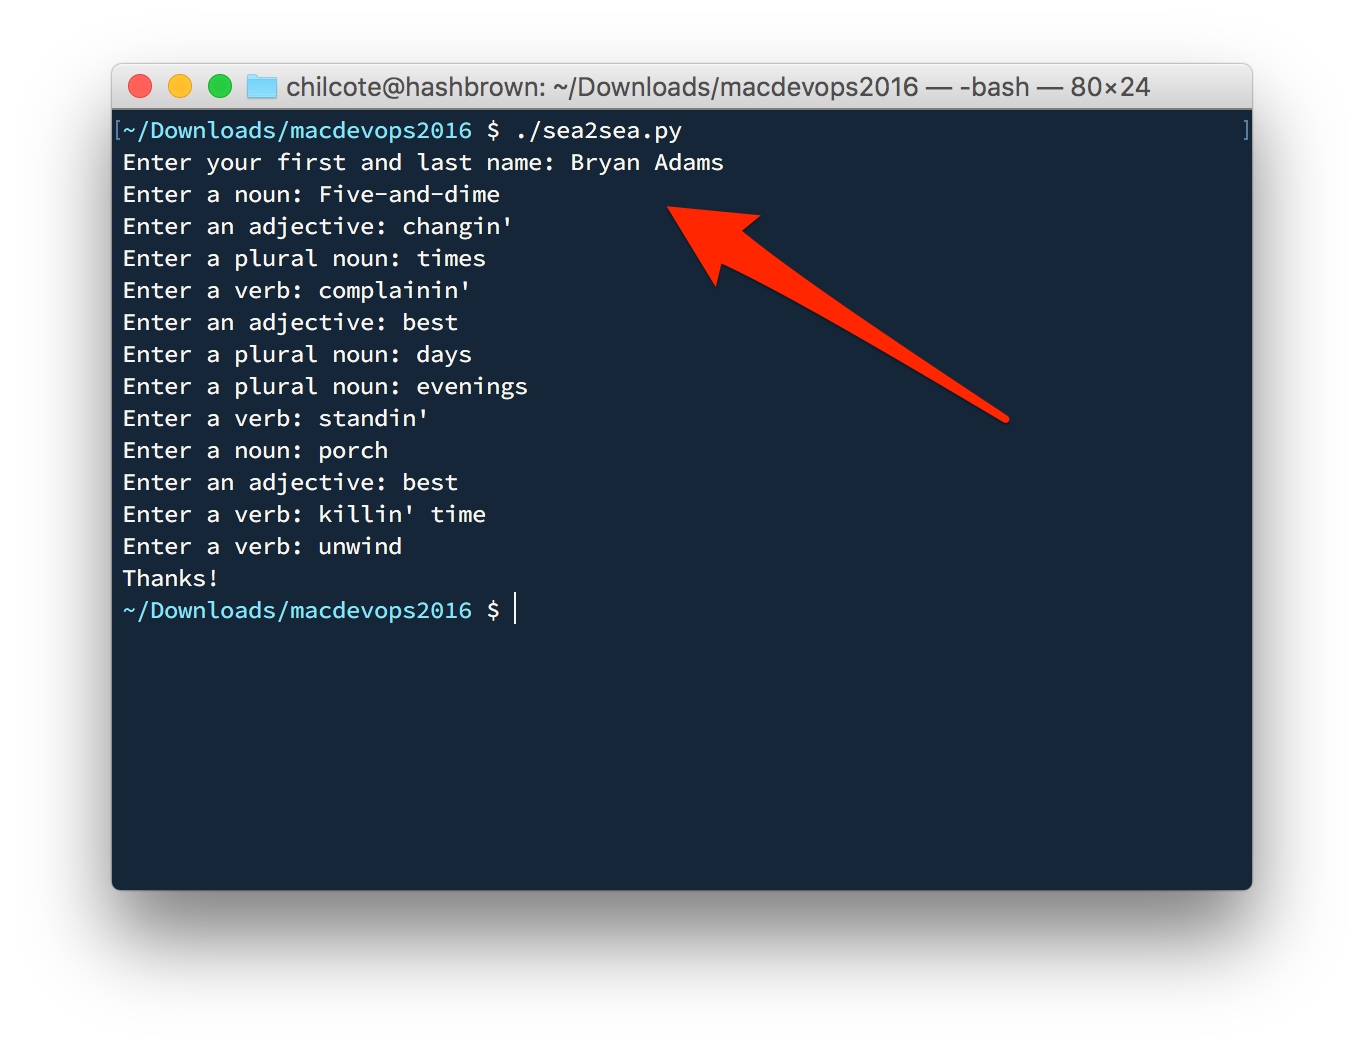 chilcote@hashbrown: ~/Downloads/macdevops2016 — -bash — 80×24
[~/Downloads/macdevops2016 $ ./sea2sea.py ]
Enter your first and last name: Bryan Adams
Enter a noun: Five-and-dime
Enter an adjective: changin'
Enter a plural noun: times
Enter a verb: complainin'
Enter an adjective: best
Enter a plural noun: days
Enter a plural noun: evenings
Enter a verb: standin'
Enter a noun: porch
Enter an adjective: best
Enter a verb: killin' time
Enter a verb: unwind
Thanks!
~/Downloads/macdevops2016 $